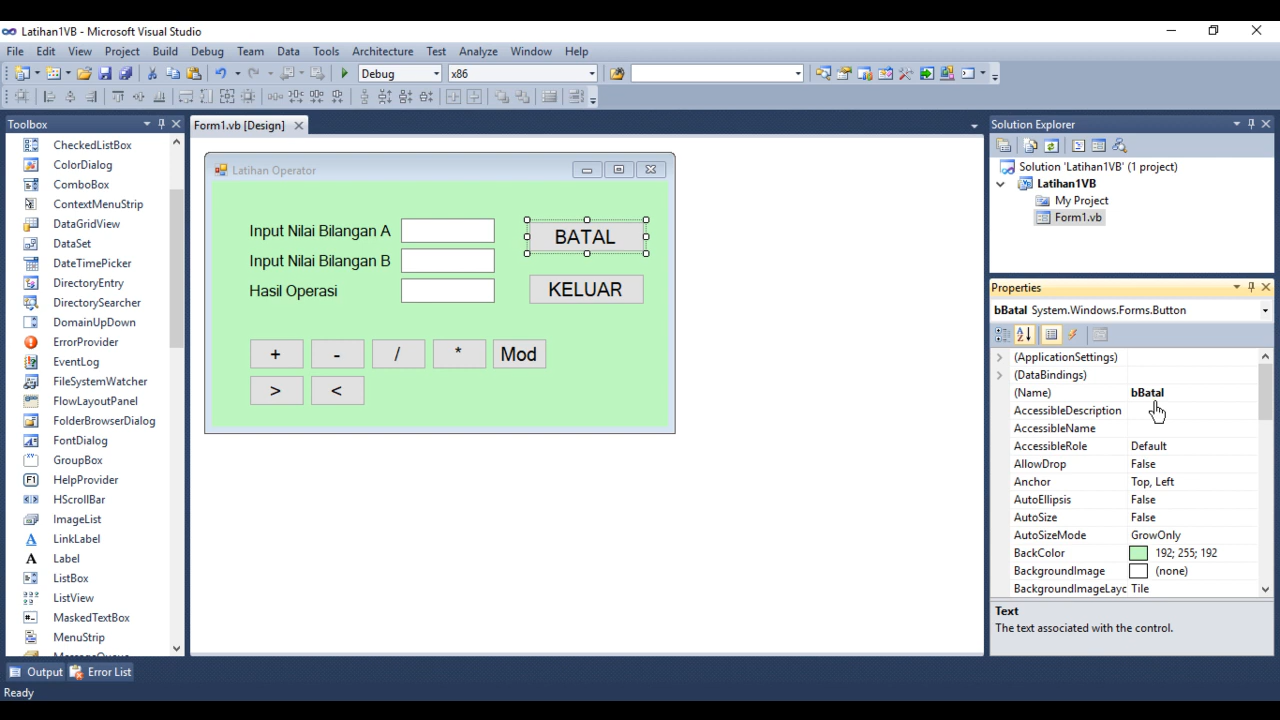 Latihan1VB - Microsoft Visual Studio
File Edit View Project Build Debug Team Data Tools Architecture Test Analyze Window Help
Debug x86
Toolbox
CheckedListBox
ColorDialog
ComboBox
ContextMenuStrip
DataGridView
DataSet
DateTimePicker
DirectoryEntry
DirectorySearcher
DomainUpDown
ErrorProvider
EventLog
FileSystemWatcher
FlowLayoutPanel
FolderBrowserDialog
FontDialog
GroupBox
HelpProvider
HScrollBar
ImageList
LinkLabel
Label
ListBox
ListView
MaskedTextBox
MenuStrip
Form1.vb [Design]
Latihan Operator
Input Nilai Bilangan A
Input Nilai Bilangan B
Hasil Operasi
BATAL
KELUAR
+ - / * Mod
> <
Solution Explorer
Solution 'Latihan1VB' (1 project)
Latihan1VB
My Project
Form1.vb
Properties
bBatal System.Windows.Forms.Button
(ApplicationSettings)
(DataBindings)
(Name) bBatal
AccessibleDescription
AccessibleName
AccessibleRole Default
AllowDrop False
Anchor Top, Left
AutoEllipsis False
AutoSize False
AutoSizeMode GrowOnly
BackColor 192; 255; 192
BackgroundImage (none)
BackgroundImageLayc Tile
Text
The text associated with the control.
Output Error List
Ready